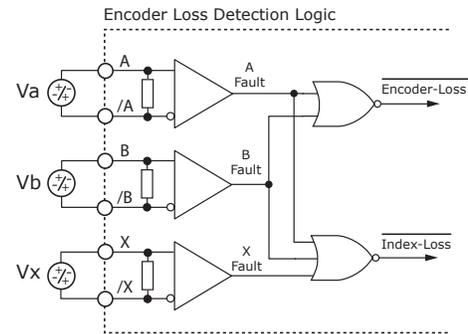 Encoder Loss Detection Logic
A
A
Fault
Encoder-Loss
Va
/A
B
B
Fault
Vb
/B
X
X
Fault
Index-Loss
Vx
/X